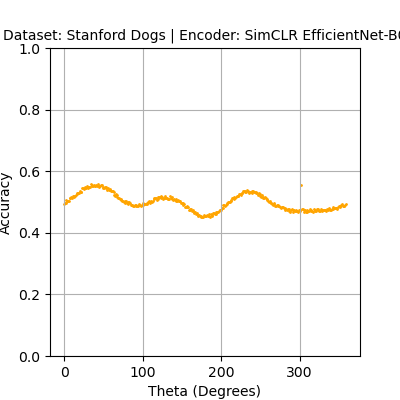 Dataset: Stanford Dogs | Encoder: SimCLR EfficientNet-B0
1.0
0.8
0.6
0.4
0.2
0.0
Accuracy
0 100 200 300
Theta (Degrees)